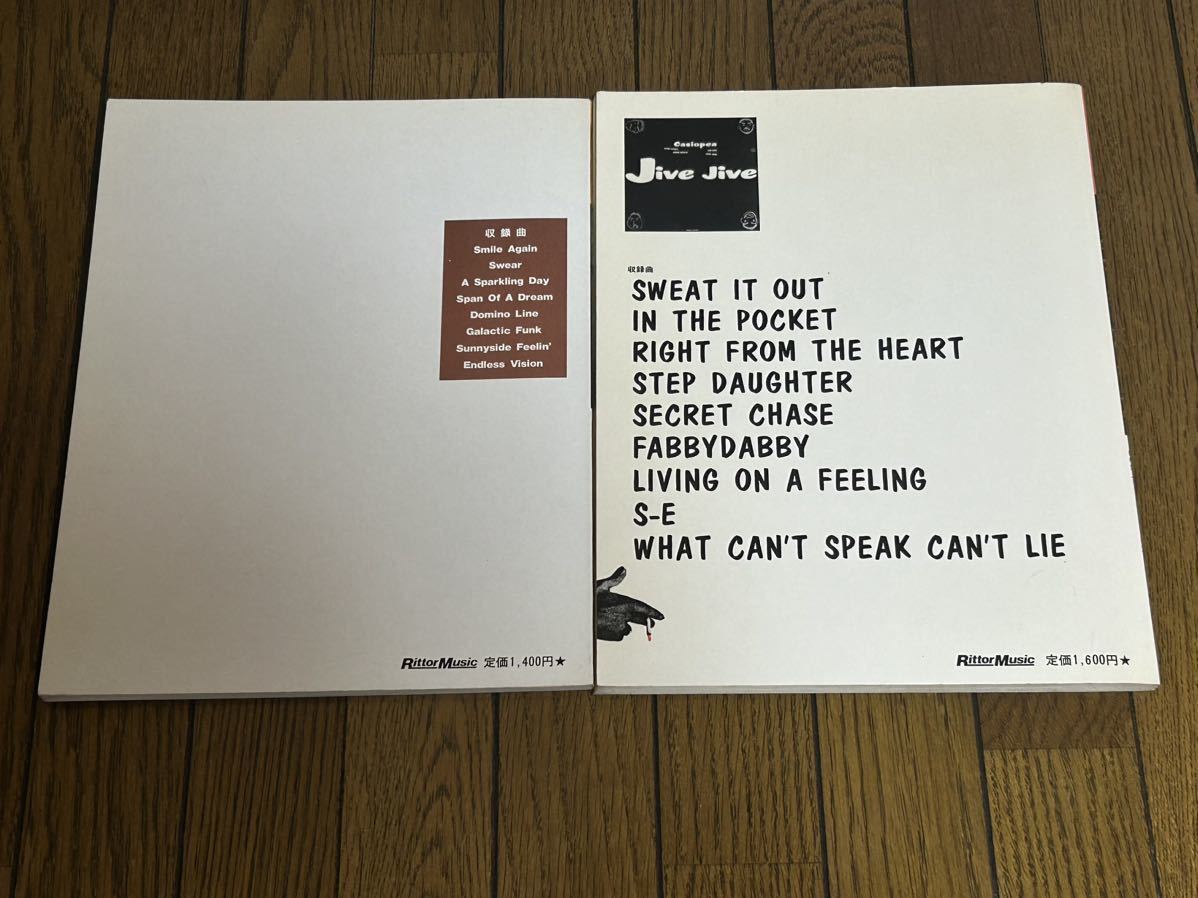 収録曲
Smile Again
Swear
A Sparkling Day
Span Of A Dream
Domino Line
Galactic Funk
Sunnyside Feelin'
Endless Vision
RittorMusic 定価1,400円★
Casiopea
Jive Jive
収録曲
SWEAT IT OUT
IN THE POCKET
RIGHT FROM THE HEART
STEP DAUGHTER
SECRET CHASE
FABBYDABBY
LIVING ON A FEELING
S-E
WHAT CAN'T SPEAK CAN'T LIE
RittorMusic 定価1,600円★